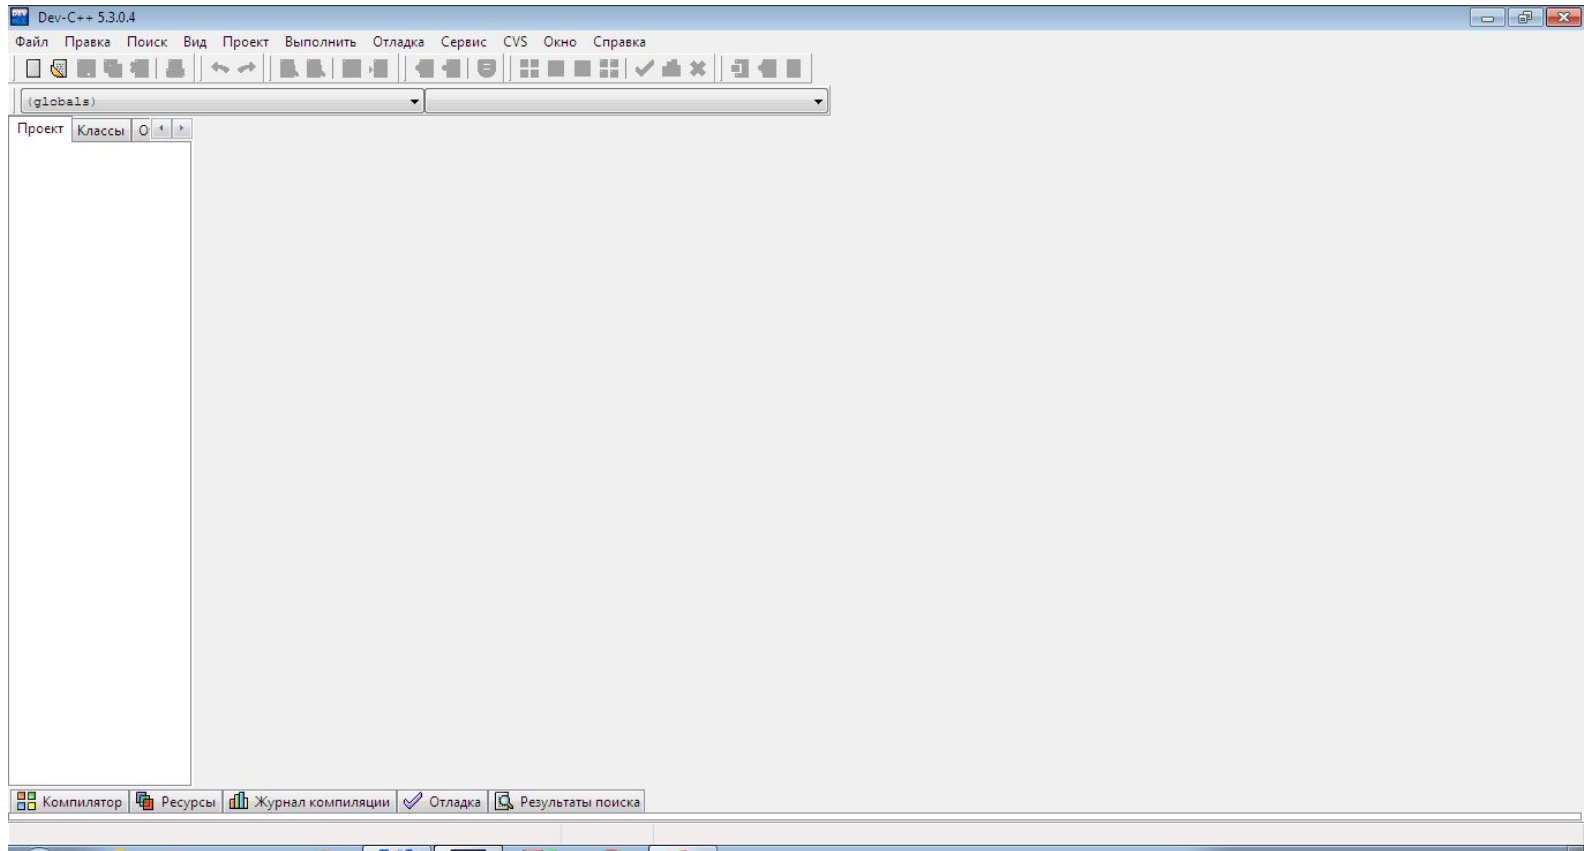 Dev-C++ 5.3.0.4
Файл Правка Поиск Вид Проект Выполнить Отладка Сервис CVS Окно Справка
(globals)
Проект Классы О
Компилятор Ресурсы Журнал компиляции Отладка Результаты поиска